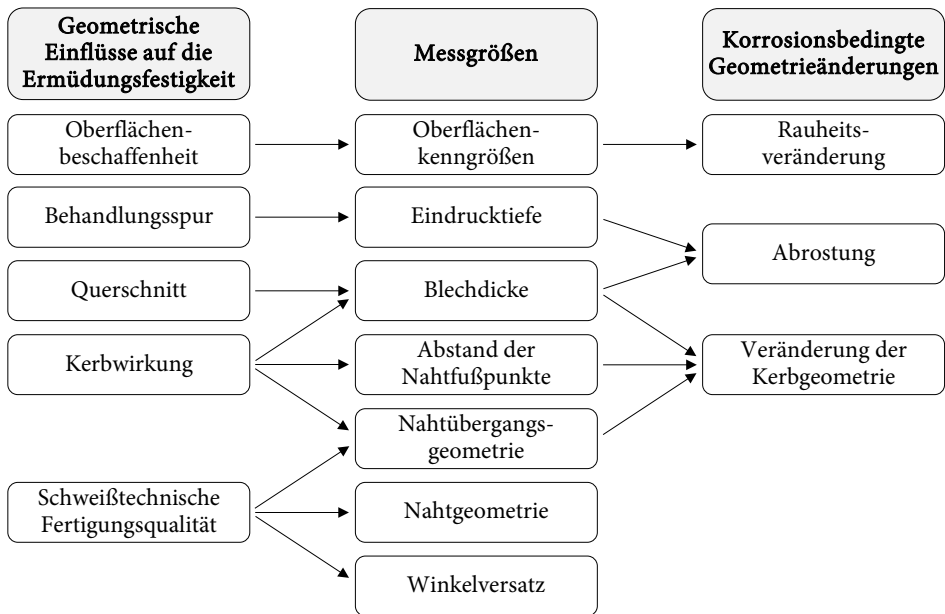 Geometrische
Einflüsse auf die
Ermüdungsfestigkeit
Messgrößen
Korrosionsbedingte
Geometrieänderungen
Oberflächen-
beschaffenheit
Oberflächen-
kenngrößen
Rauheits-
veränderung
Behandlungsspur
Eindrucktiefe
Abrostung
Querschnitt
Blechdicke
Kerbwirkung
Abstand der
Nahtfußpunkte
Veränderung der
Kerbgeometrie
Nahtübergangs-
geometrie
Schweißtechnische
Fertigungsqualität
Nahtgeometrie
Winkelversatz